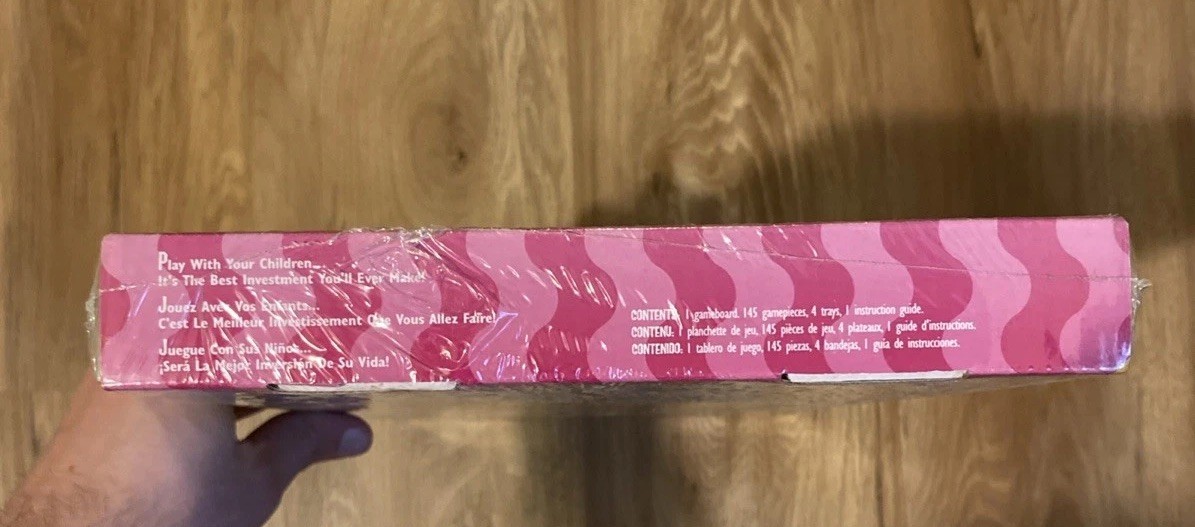 Play With Your Children...
It's The Best Investment You'll Ever Make!
Jouez Avec Vos Enfants...
C'est Le Meilleur Investissement Que Vous Allez Faire!
Juegue Con Sus Niños...
¡Será La Mejor Inversión De Su Vida!
CONTENTS: 1 gameboard. 145 gamepieces, 4 trays, 1 instruction guide.
CONTENU: 1 planchette de jeu, 145 pièces de jeu, 4 plateaux, 1 guide d'instructions.
CONTENIDO: 1 tablero de juego, 145 piezas, 4 bandejas, 1 guía de instrucciones.